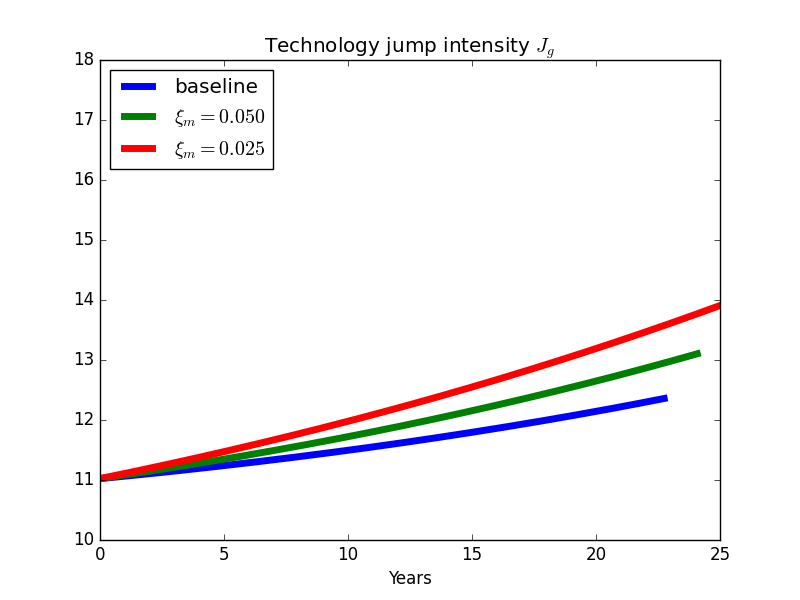 Technology jump intensity $J_g$
18
17
16
15
14
13
12
11
10
baseline
$\xi_m = 0.050$
$\xi_m = 0.025$
0 5 10 15 20 25
Years